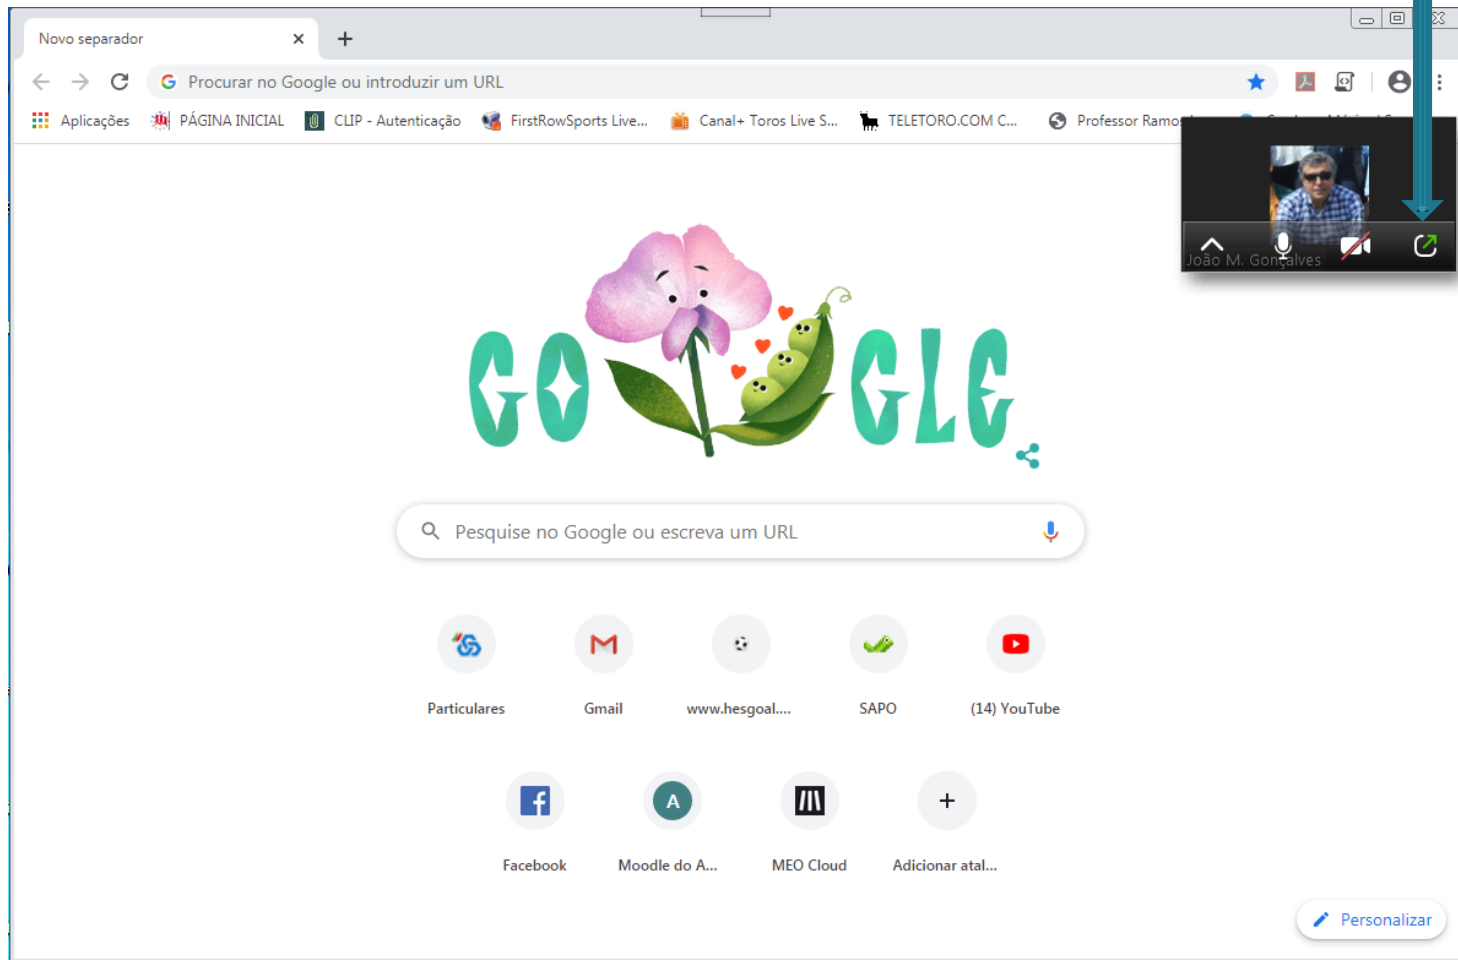 Novo separador
Procurar no Google ou introduzir um URL
Aplicações PÁGINA INICIAL CLIP - Autenticação FirstRowSports Live... Canal+ Toros Live S... TELETORO.COM C... Professor Ramos
João M. Gonçalves
GOOGLE
Pesquise no Google ou escreva um URL
Particulares Gmail www.hesgoal.... SAPO (14) YouTube
A
Facebook Moodle do A... MEO Cloud Adicionar atal...
Personalizar